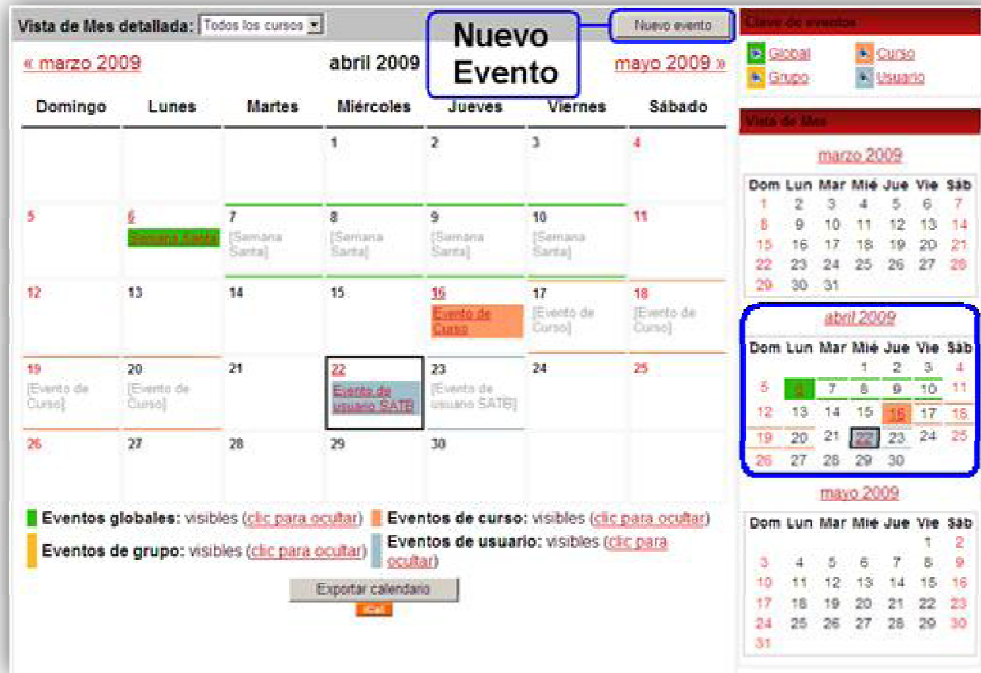 Vista de Mes detallada: Todos los cursos
Nuevo evento
Nuevo
Evento
« marzo 2009 abril 2009 mayo 2009 »
Domingo Lunes Martes Miércoles Jueves Viernes Sábado
1 2 3 4
5 6 7 8 9 10 11
Semana Santa [Semana Santa] [Semana Santa] [Semana Santa] [Semana Santa]
12 13 14 15 16 17 18
Evento de Curso [Evento de Curso] [Evento de Curso]
19 20 21 22 23 24 25
[Evento de Curso] [Evento de Curso] Evento de usuario SATB [Evento de usuario SATB]
26 27 28 29 30
Eventos globales: visibles (clic para ocultar) Eventos de curso: visibles (clic para ocultar)
Eventos de grupo: visibles (clic para ocultar) Eventos de usuario: visibles (clic para
ocultar)
Exportar calendario
iCal
Clave de eventos
Global Curso
Grupo Usuario
Vista de Mes
marzo 2009
Dom Lun Mar Mié Jue Vie Sáb
1 2 3 4 5 6 7
8 9 10 11 12 13 14
15 16 17 18 19 20 21
22 23 24 25 26 27 28
29 30 31
abril 2009
Dom Lun Mar Mié Jue Vie Sáb
1 2 3 4
5 6 7 8 9 10 11
12 13 14 15 16 17 18
19 20 21 22 23 24 25
26 27 28 29 30
mayo 2009
Dom Lun Mar Mié Jue Vie Sáb
1 2
3 4 5 6 7 8 9
10 11 12 13 14 15 16
17 18 19 20 21 22 23
24 25 26 27 28 29 30
31